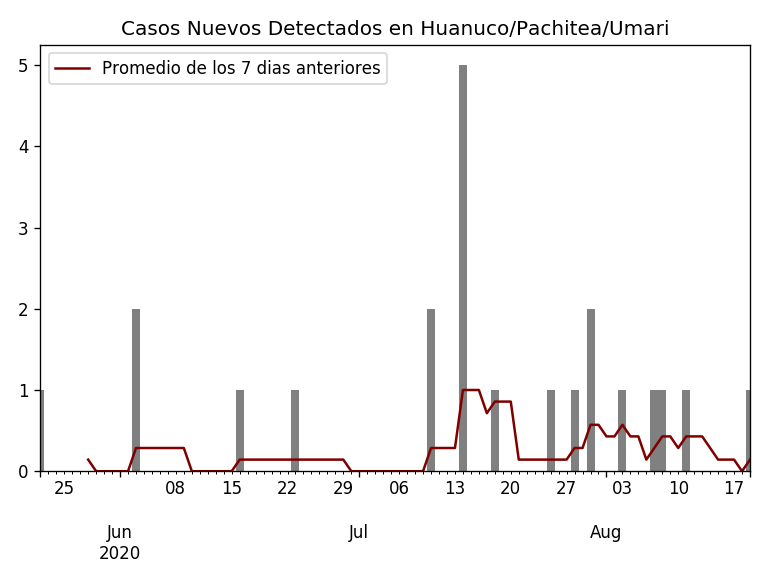 Casos Nuevos Detectados en Huanuco/Pachitea/Umari
Promedio de los 7 dias anteriores
5
4
3
2
1
0
25 08 15 22 29 06 13 20 27 03 10 17
Jun Jul Aug
2020